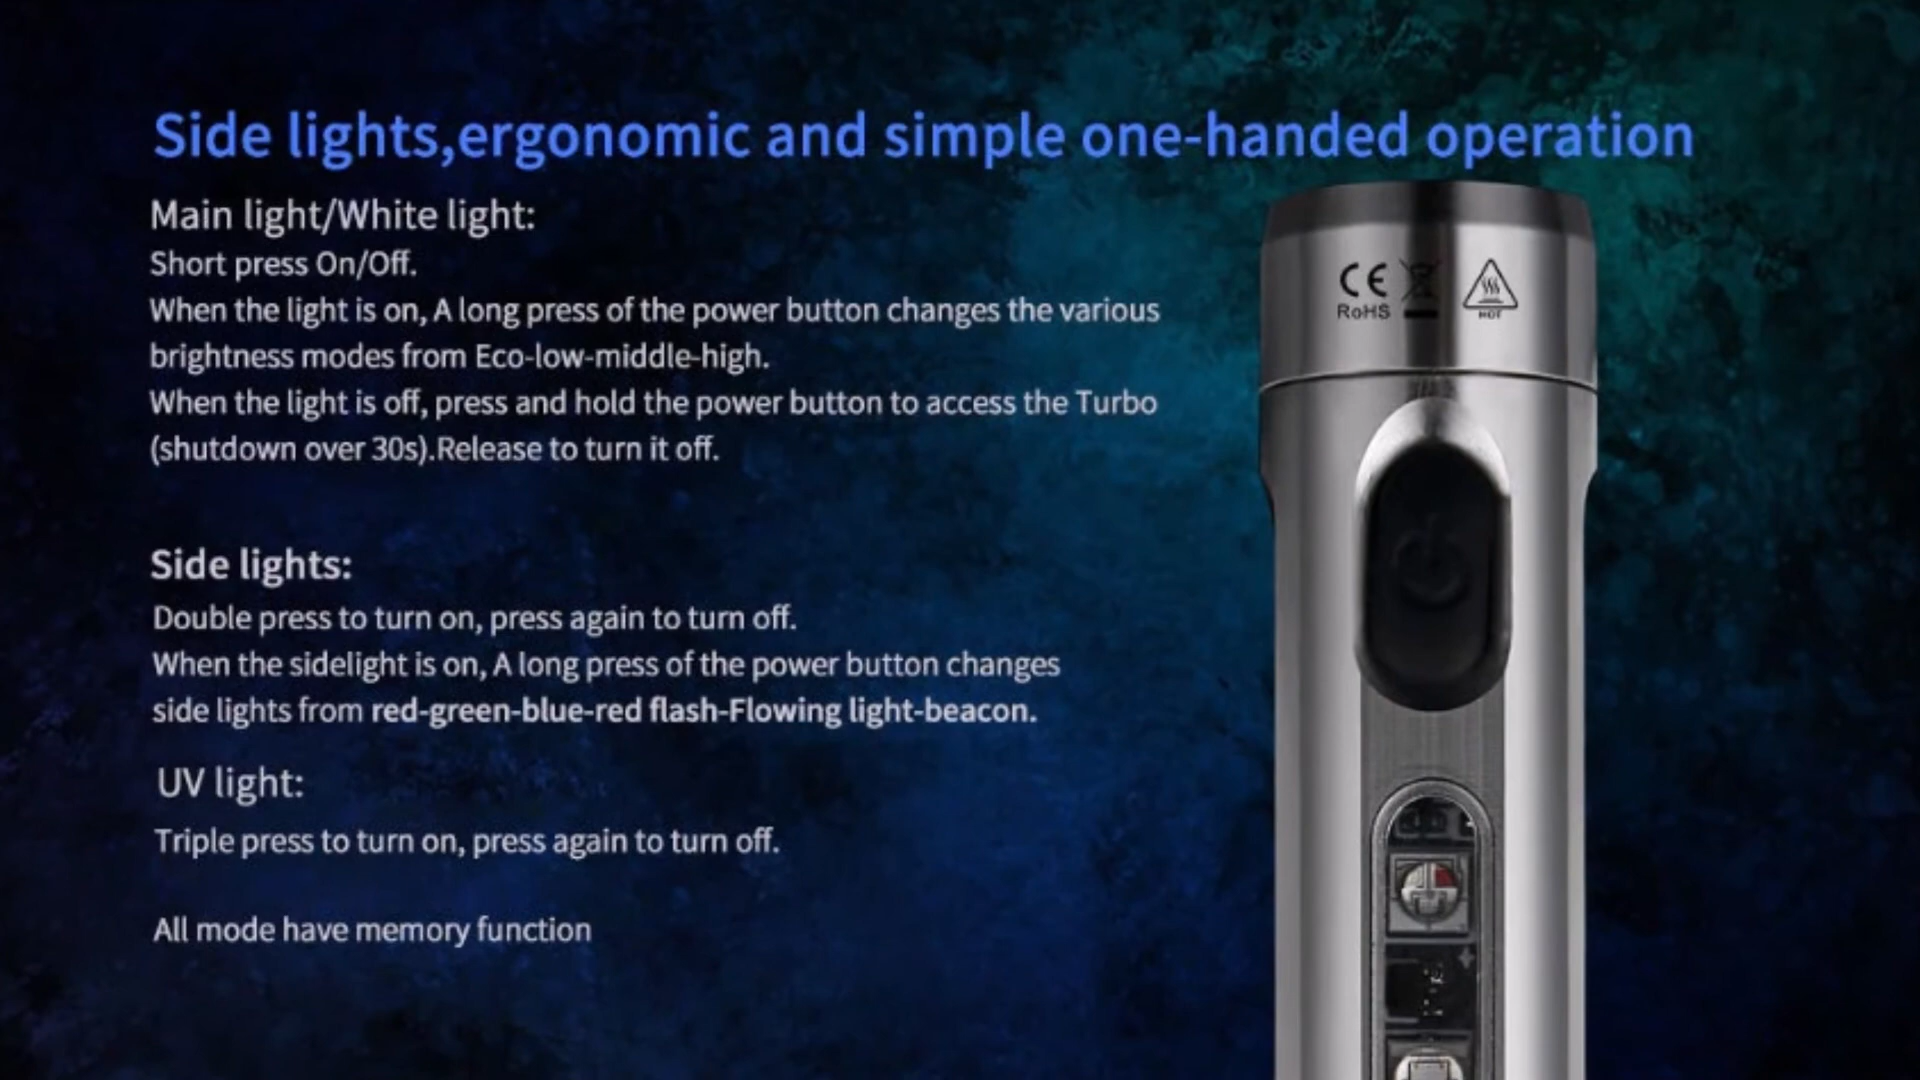 Side lights,ergonomic and simple one-handed operation
Main light/White light:
Short press On/Off.
When the light is on, A long press of the power button changes the various
brightness modes from Eco-low-middle-high.
When the light is off, press and hold the power button to access the Turbo
(shutdown over 30s).Release to turn it off.
Side lights:
Double press to turn on, press again to turn off.
When the sidelight is on, A long press of the power button changes
side lights from red-green-blue-red flash-Flowing light-beacon.
UV light:
Triple press to turn on, press again to turn off.
All mode have memory function
CE
RoHS
HOT